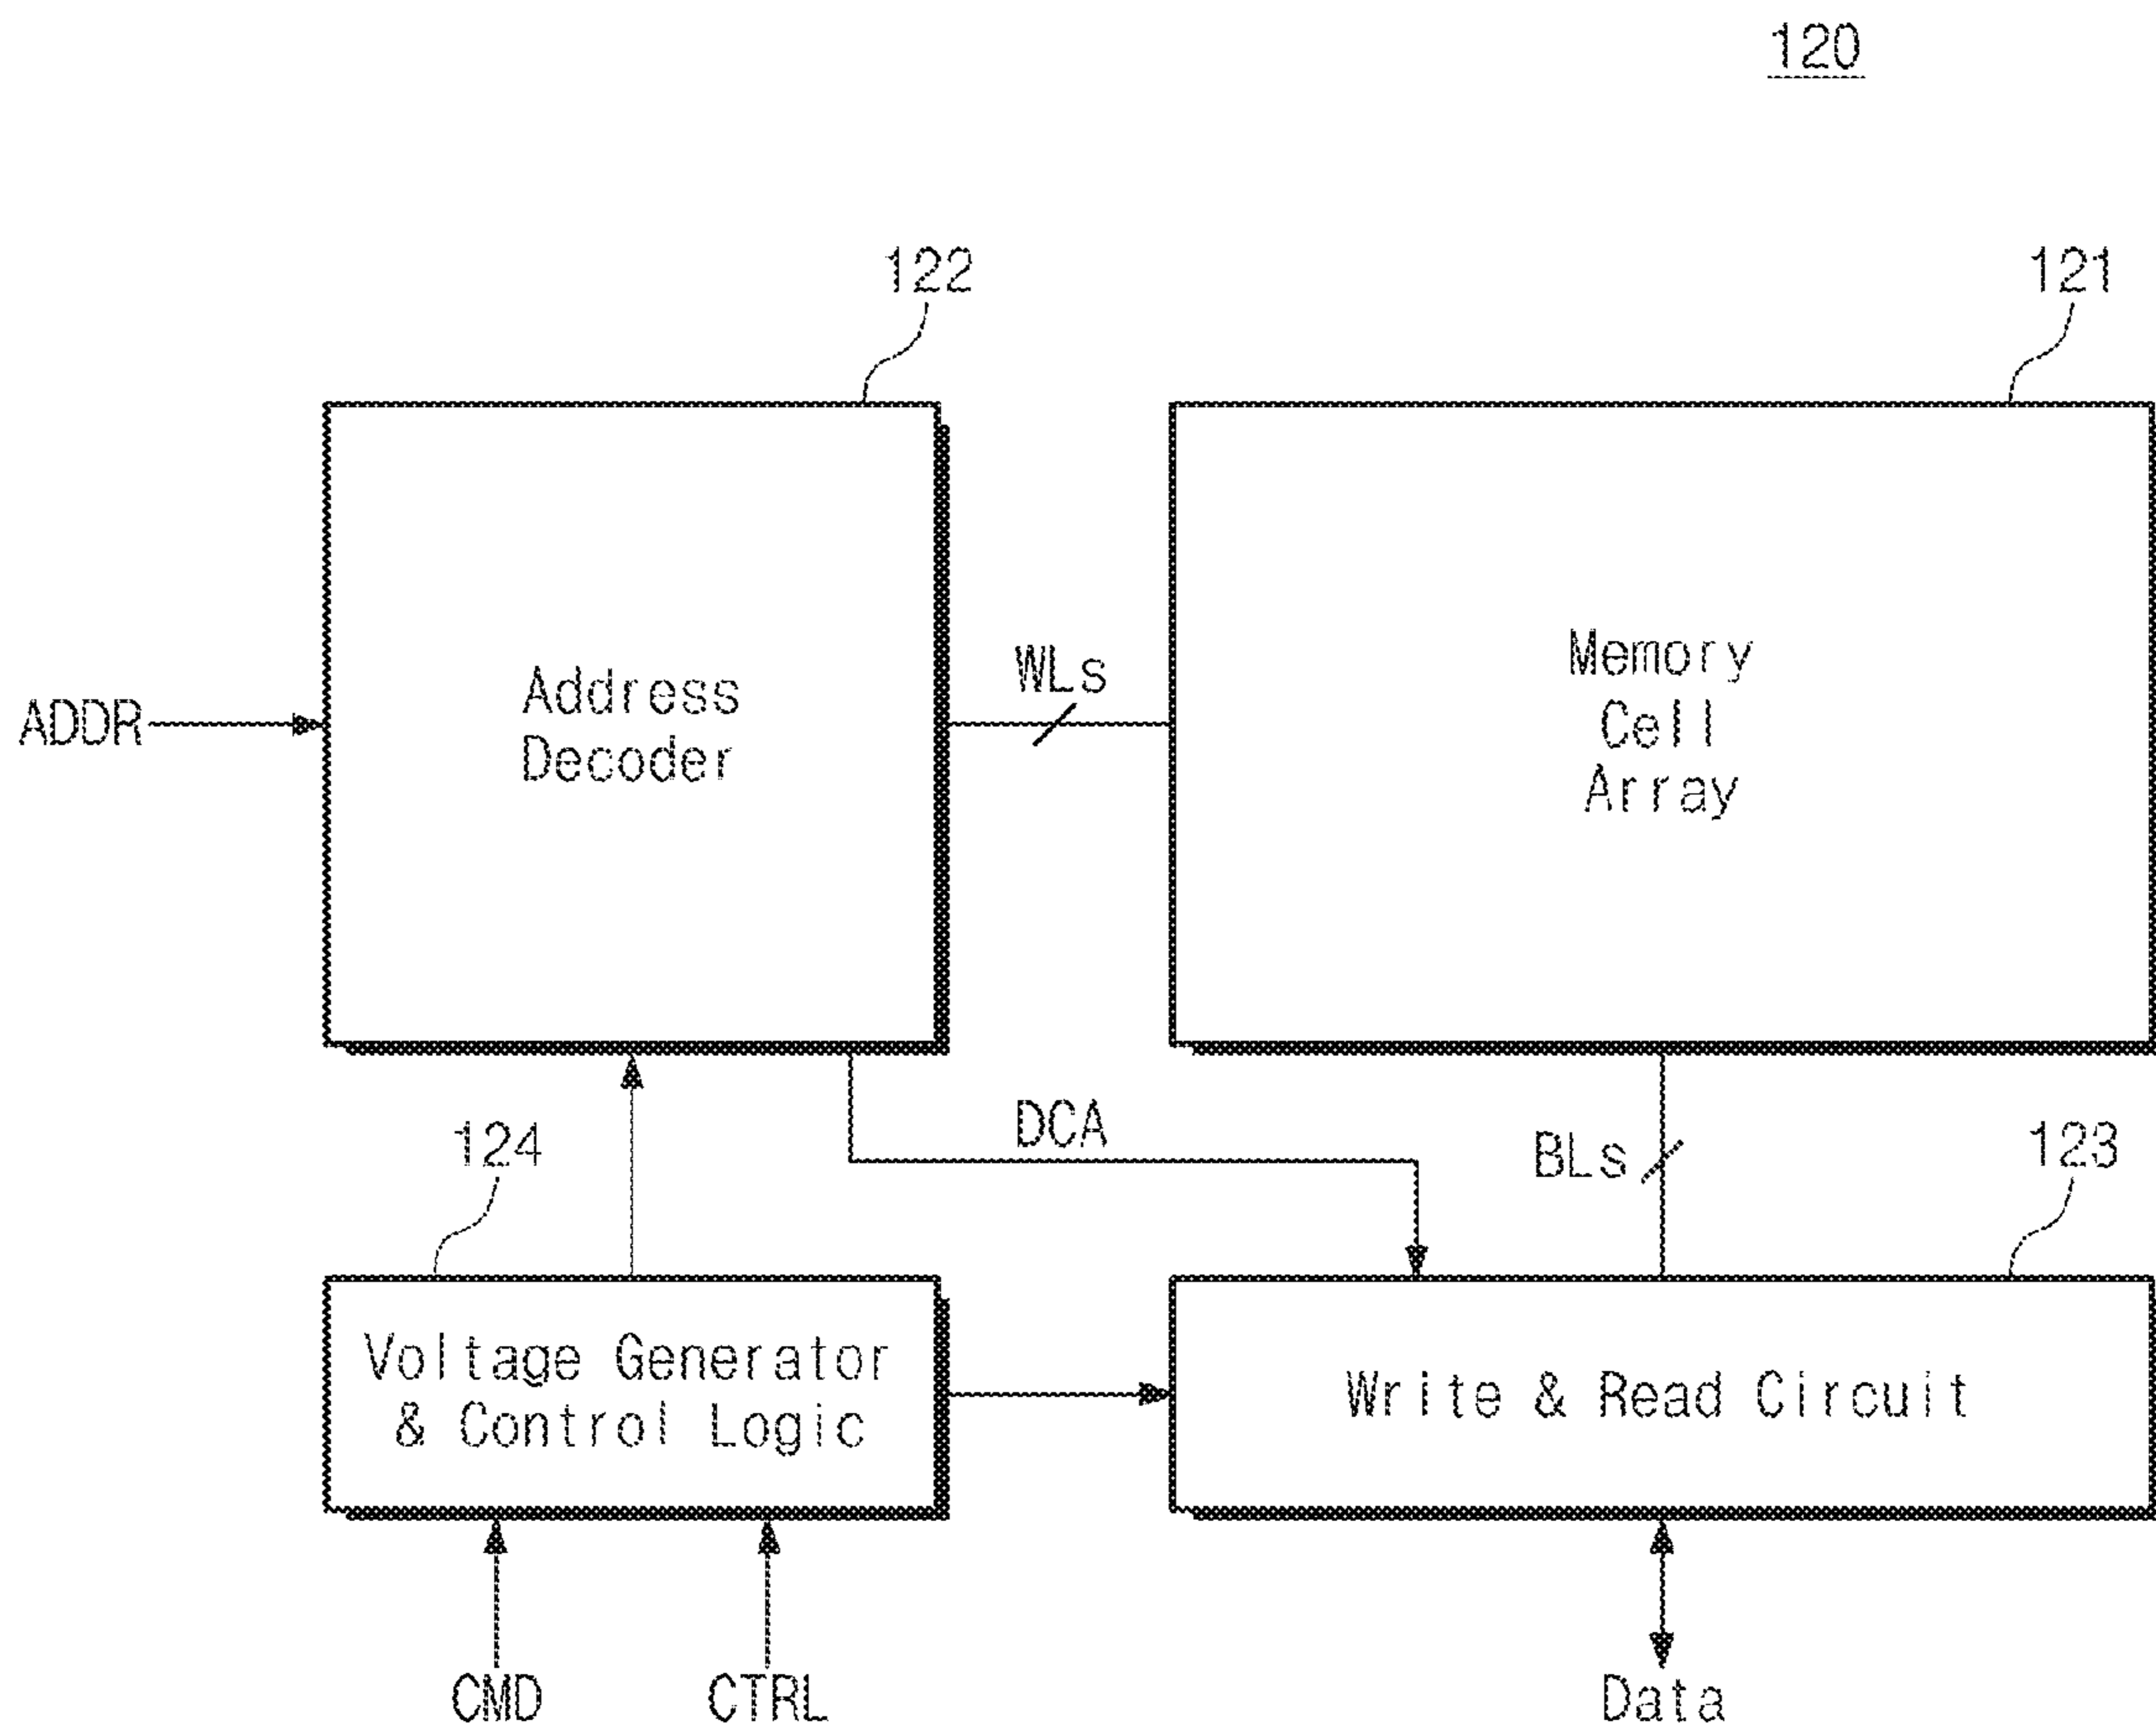 120
122
121
Address
Decoder
WLs
Memory
Cell
Array
ADDR
DCA
124
BLs
123
Voltage Generator
& Control Logic
Write & Read Circuit
CMD
CTRL
Data